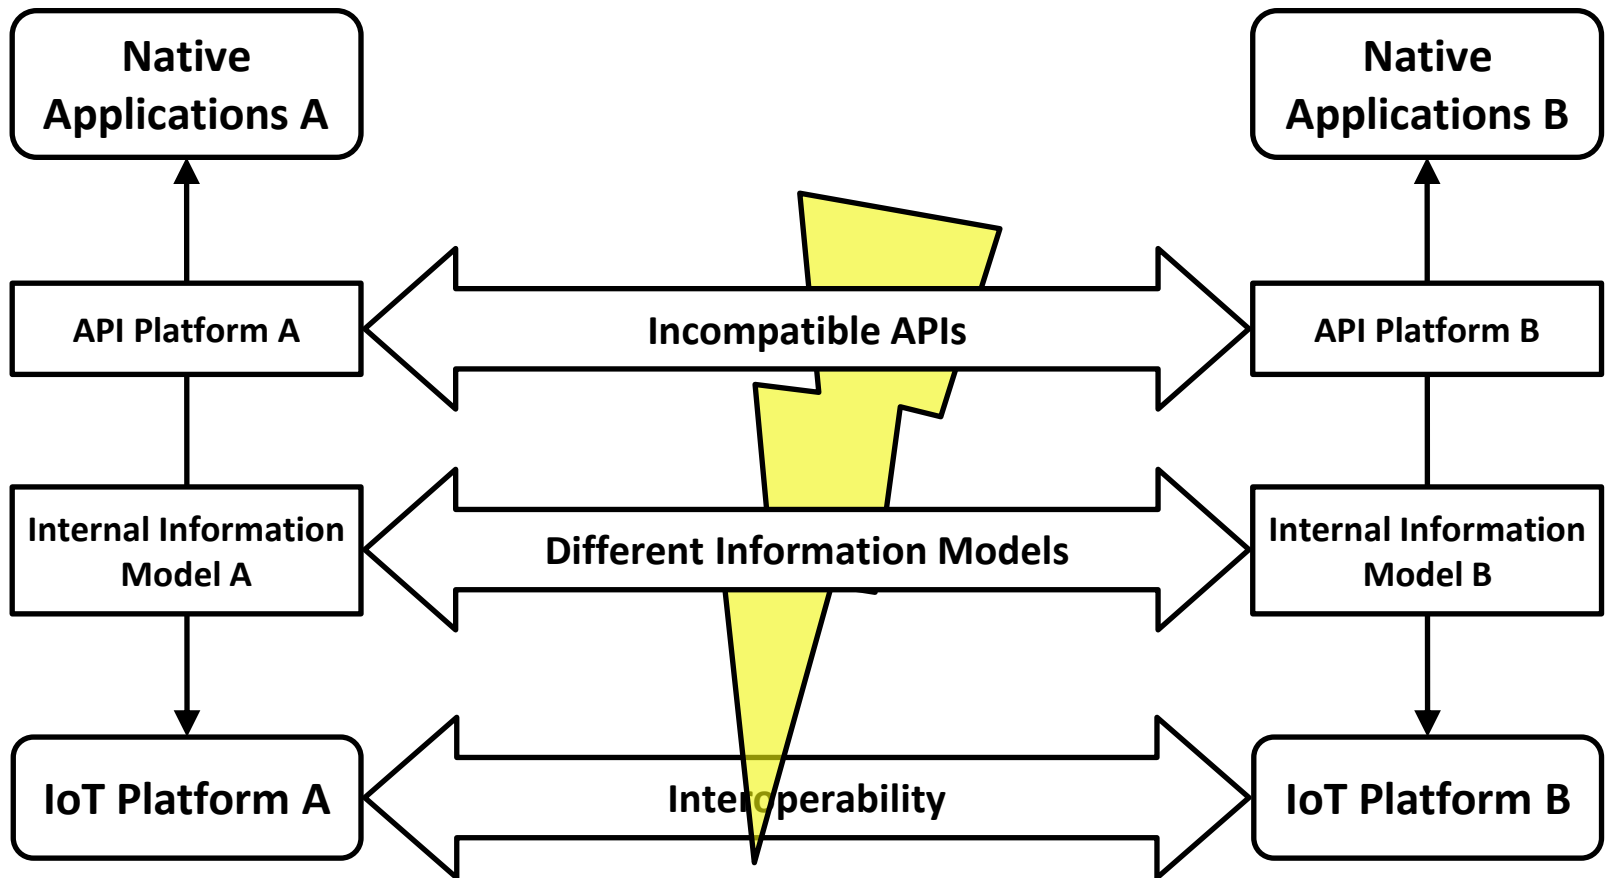 Native
Applications A
Native
Applications B
API Platform A
Incompatible APIs
API Platform B
Internal Information
Model A
Different Information Models
Internal Information
Model B
IoT Platform A
Interoperability
IoT Platform B